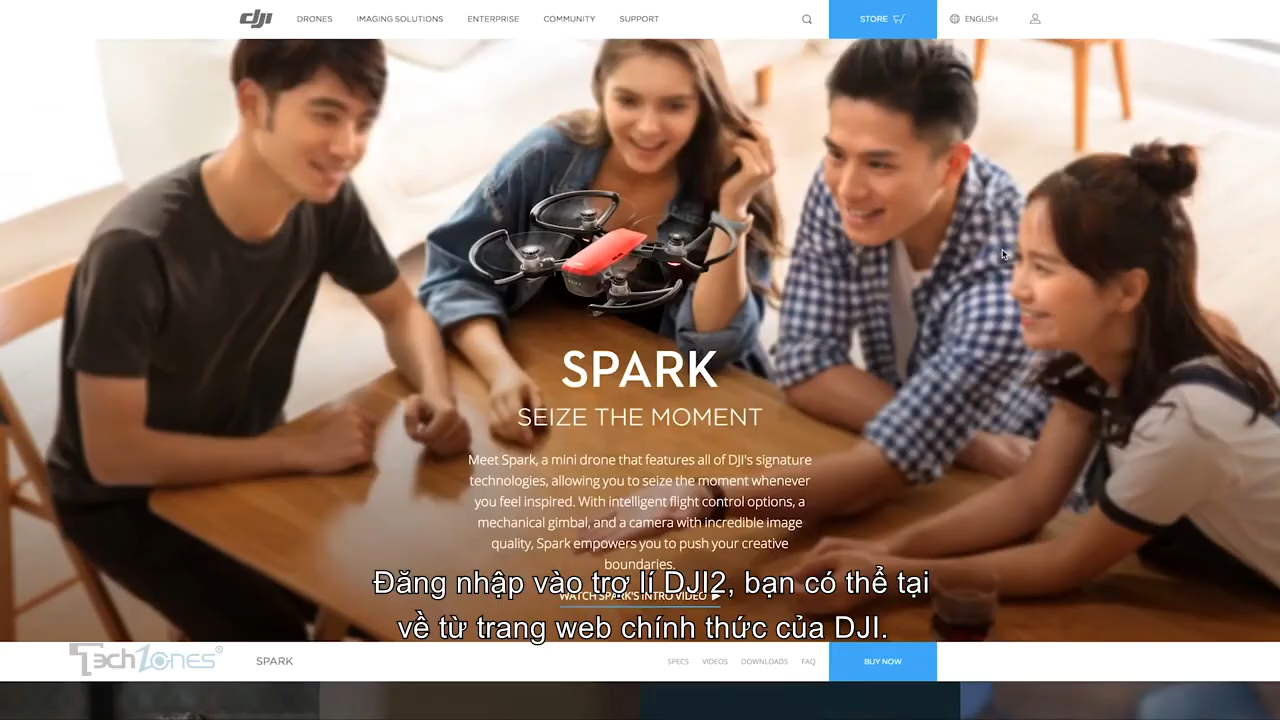 dji
DRONES IMAGING SOLUTIONS ENTERPRISE COMMUNITY SUPPORT STORE ENGLISH
SPARK
SEIZE THE MOMENT
Meet Spark, a mini drone that features all of DJI's signature
technologies, allowing you to seize the moment whenever
you feel inspired. With intelligent flight control options, a
mechanical gimbal, and a camera with incredible image
quality, Spark empowers you to push your creative
boundaries.
WATCH SPARK'S INTRO VIDEO
Đăng nhập vào trợ lí DJI2, bạn có thể tại
về từ trang web chính thức của DJI.
TechZones®
SPARK SPECS VIDEOS DOWNLOADS FAQ BUY NOW